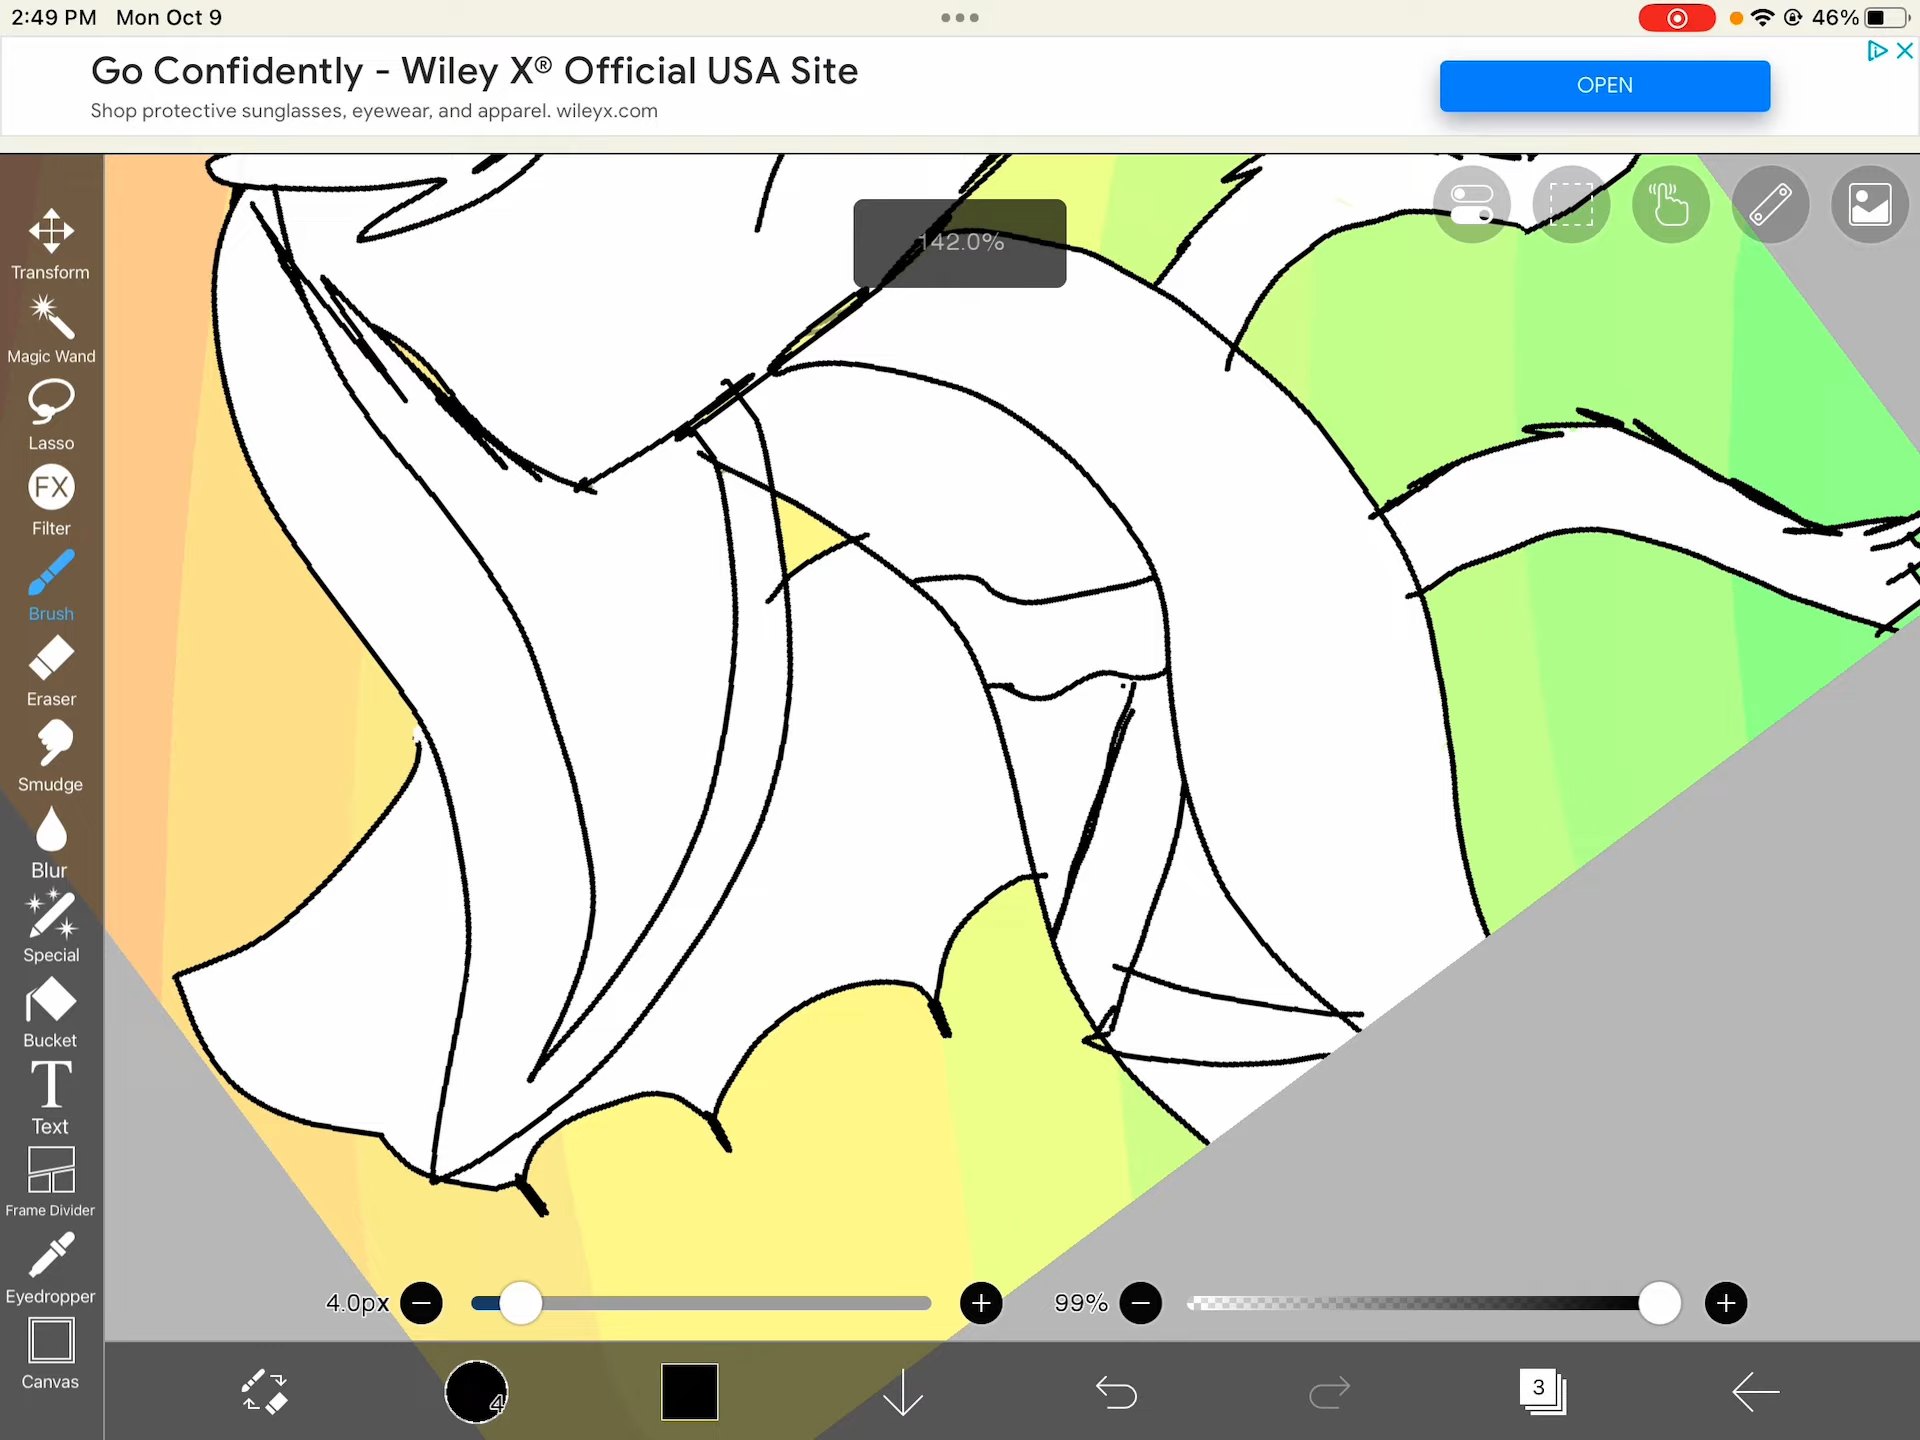 2:49 PM Mon Oct 9
46%
Go Confidently - Wiley X® Official USA Site
Shop protective sunglasses, eyewear, and apparel. wileyx.com
OPEN
142.0%
Transform
Magic Wand
Lasso
FX
Filter
Brush
Eraser
Smudge
Blur
Special
Bucket
T
Text
Frame Divider
Eyedropper
Canvas
4.0px
99%
4
3